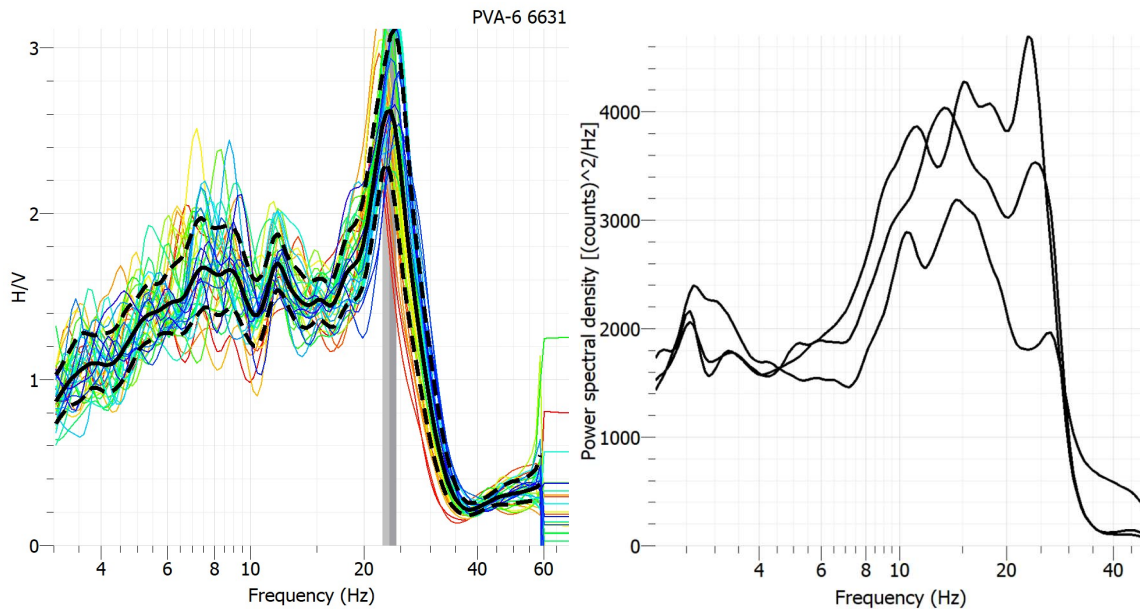 PVA-6 6631
3
2
1
0
H/V
4 6 8 10 20 40 60
Frequency (Hz)
4000
3000
2000
1000
0
Power spectral density [(counts)^2/Hz]
4 6 8 10 20 40
Frequency (Hz)